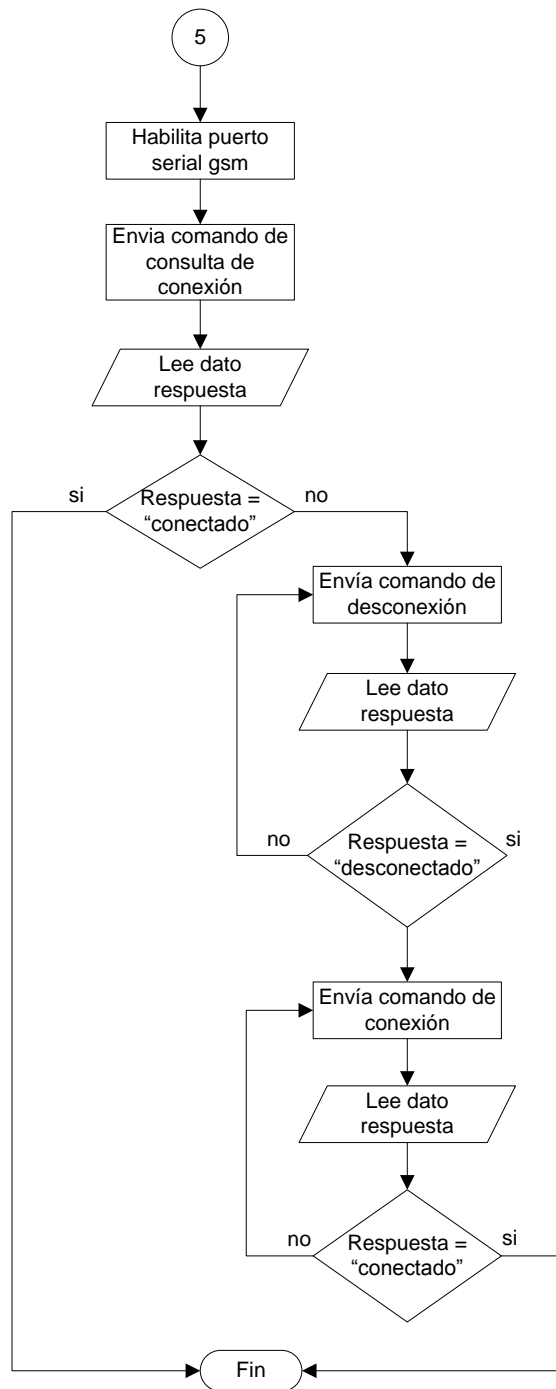 5
Habilita puerto
serial gsm
Envia comando de
consulta de
conexión
Lee dato
respuesta
si
Respuesta =
“conectado”
no
Envía comando de
desconexión
Lee dato
respuesta
no
Respuesta =
“desconectado”
si
Envía comando de
conexión
Lee dato
respuesta
no
Respuesta =
“conectado”
si
Fin